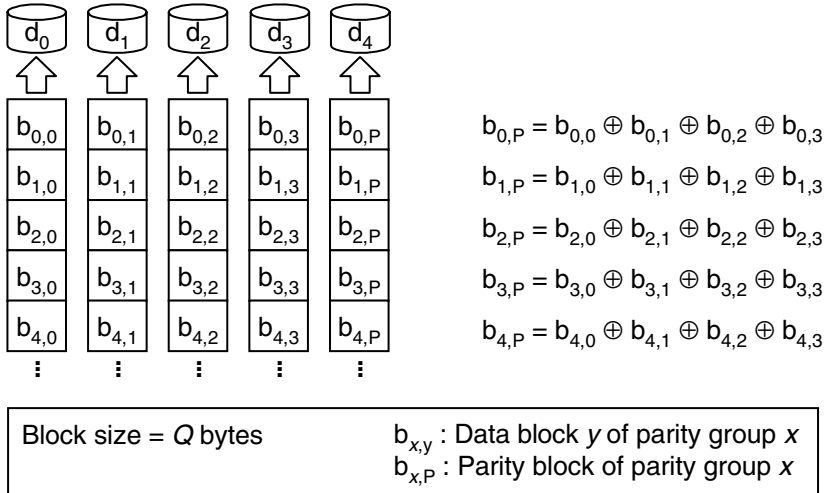 d₀ d₁ d₂ d₃ d₄
b₀,₀ b₀,₁ b₀,₂ b₀,₃ b₀,P b₀,P = b₀,₀ ⊕ b₀,₁ ⊕ b₀,₂ ⊕ b₀,₃
b₁,₀ b₁,₁ b₁,₂ b₁,₃ b₁,P b₁,P = b₁,₀ ⊕ b₁,₁ ⊕ b₁,₂ ⊕ b₁,₃
b₂,₀ b₂,₁ b₂,₂ b₂,₃ b₂,P b₂,P = b₂,₀ ⊕ b₂,₁ ⊕ b₂,₂ ⊕ b₂,₃
b₃,₀ b₃,₁ b₃,₂ b₃,₃ b₃,P b₃,P = b₃,₀ ⊕ b₃,₁ ⊕ b₃,₂ ⊕ b₃,₃
b₄,₀ b₄,₁ b₄,₂ b₄,₃ b₄,P b₄,P = b₄,₀ ⊕ b₄,₁ ⊕ b₄,₂ ⊕ b₄,₃
⋮ ⋮ ⋮ ⋮ ⋮
Block size = Q bytes bx,y : Data block y of parity group x
bx,P : Parity block of parity group x